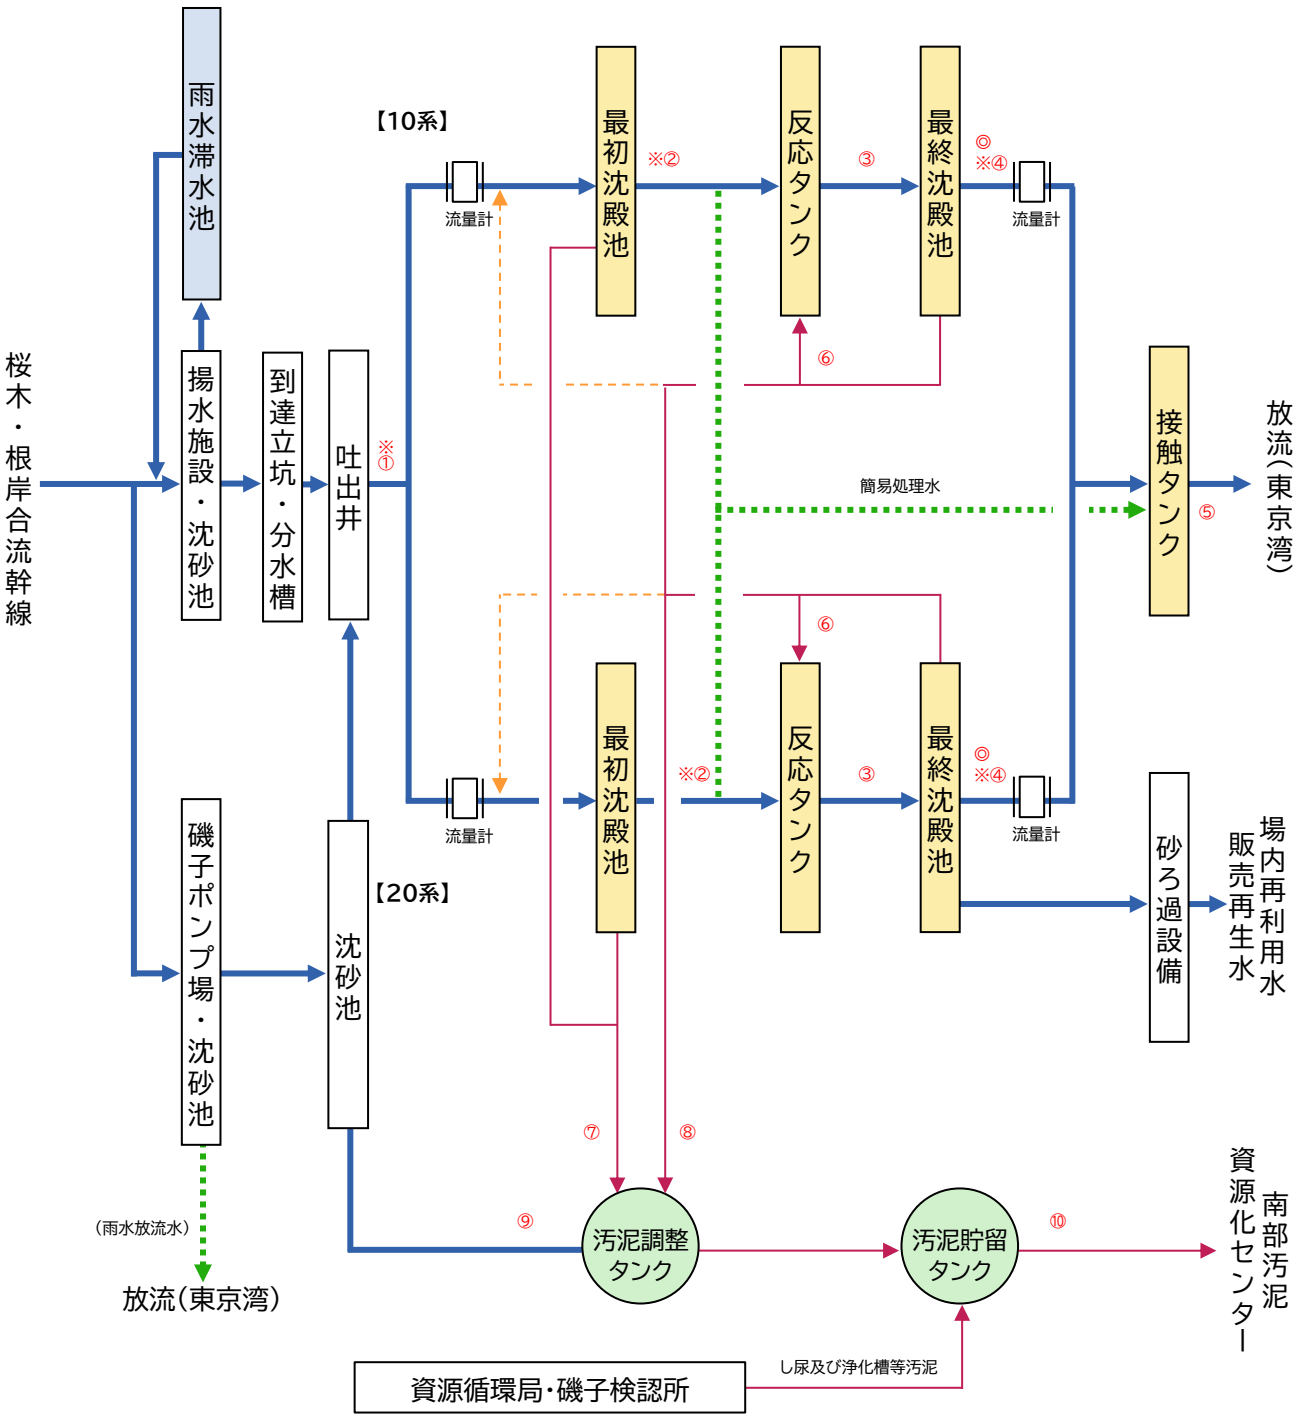 雨水滞水池
【10系】
最初沈殿池
※②
反応タンク
③
最終沈殿池
◎
※④
流量計
流量計
⑥
桜木・根岸合流幹線
揚水施設・沈砂池
到達立坑・分水槽
吐出井
※
①
簡易処理水
接触タンク
⑤
放流(東京湾)
⑥
最初沈殿池
※②
反応タンク
③
最終沈殿池
◎
※④
流量計
流量計
磯子ポンプ場・沈砂池
【20系】
沈砂池
砂ろ過設備
場内再利用水
販売再生水
⑦
⑧
(雨水放流水)
放流(東京湾)
⑨
汚泥調整
タンク
汚泥貯留
タンク
⑩
南部汚泥
資源化センター
し尿及び浄化槽等汚泥
資源循環局・磯子検認所